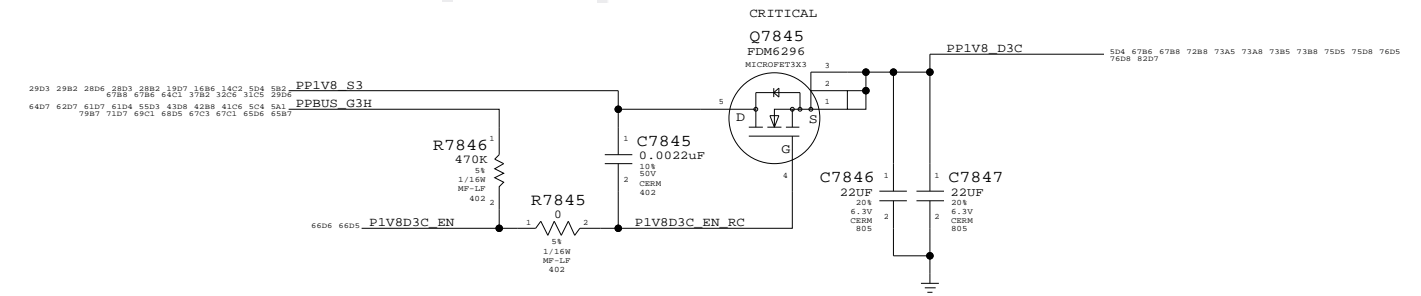 CRITICAL
Q7845
FDM6296
MICROFET3X3
3
2
1
5
D
S
G
4
PP1V8_D3C
5D4 67B6 67B8 72B8 73A5 73A8 73B5 73B8 75D5 75D8 76D5
76D8 82D7
29D3 29B2 28D6 28D3 28B2 19D7 16B6 14C2 5D4 5B2 PP1V8_S3
67B8 67B6 64C1 37B2 32C6 31C5 29D6
64D7 62D7 61D7 61D4 55D3 43D8 42B8 41C6 5C4 5A1 PPBUS_G3H
79B7 71D7 69C1 68D5 67C3 67C1 65D6 65B7
R7846
470K
5%
1/16W
MF-LF
402
1
2
C7845
0.0022uF
10%
50V
CERM
402
1
2
R7845
0
1
2
5%
1/16W
MF-LF
402
66D6 66D5 P1V8D3C_EN
P1V8D3C_EN_RC
C7846
22UF
20%
6.3V
CERM
805
1
2
C7847
22UF
20%
6.3V
CERM
805
1
2